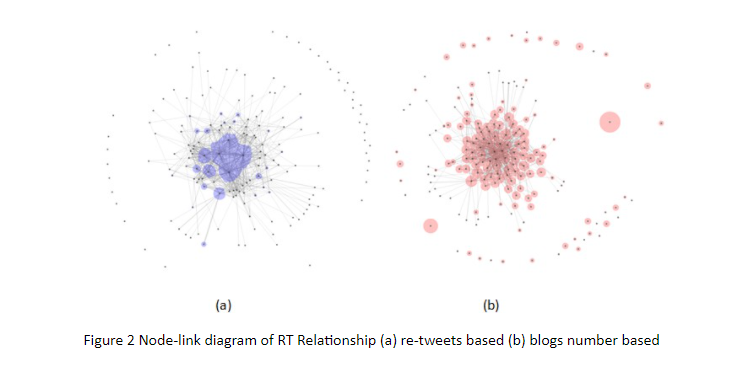 (a)
(b)
Figure 2 Node-link diagram of RT Relationship (a) re-tweets based (b) blogs number based